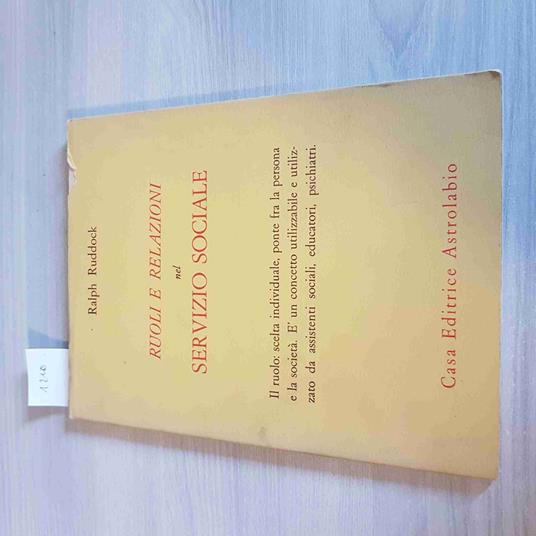 Ralph Ruddock
RUOLI E RELAZIONI
nel
SERVIZIO SOCIALE
Il ruolo: scelta individuale, ponte fra la persona
e la società. E' un concetto utilizzabile e utiliz-
zato da assistenti sociali, educatori, psichiatri.
Casa Editrice Astrolabio